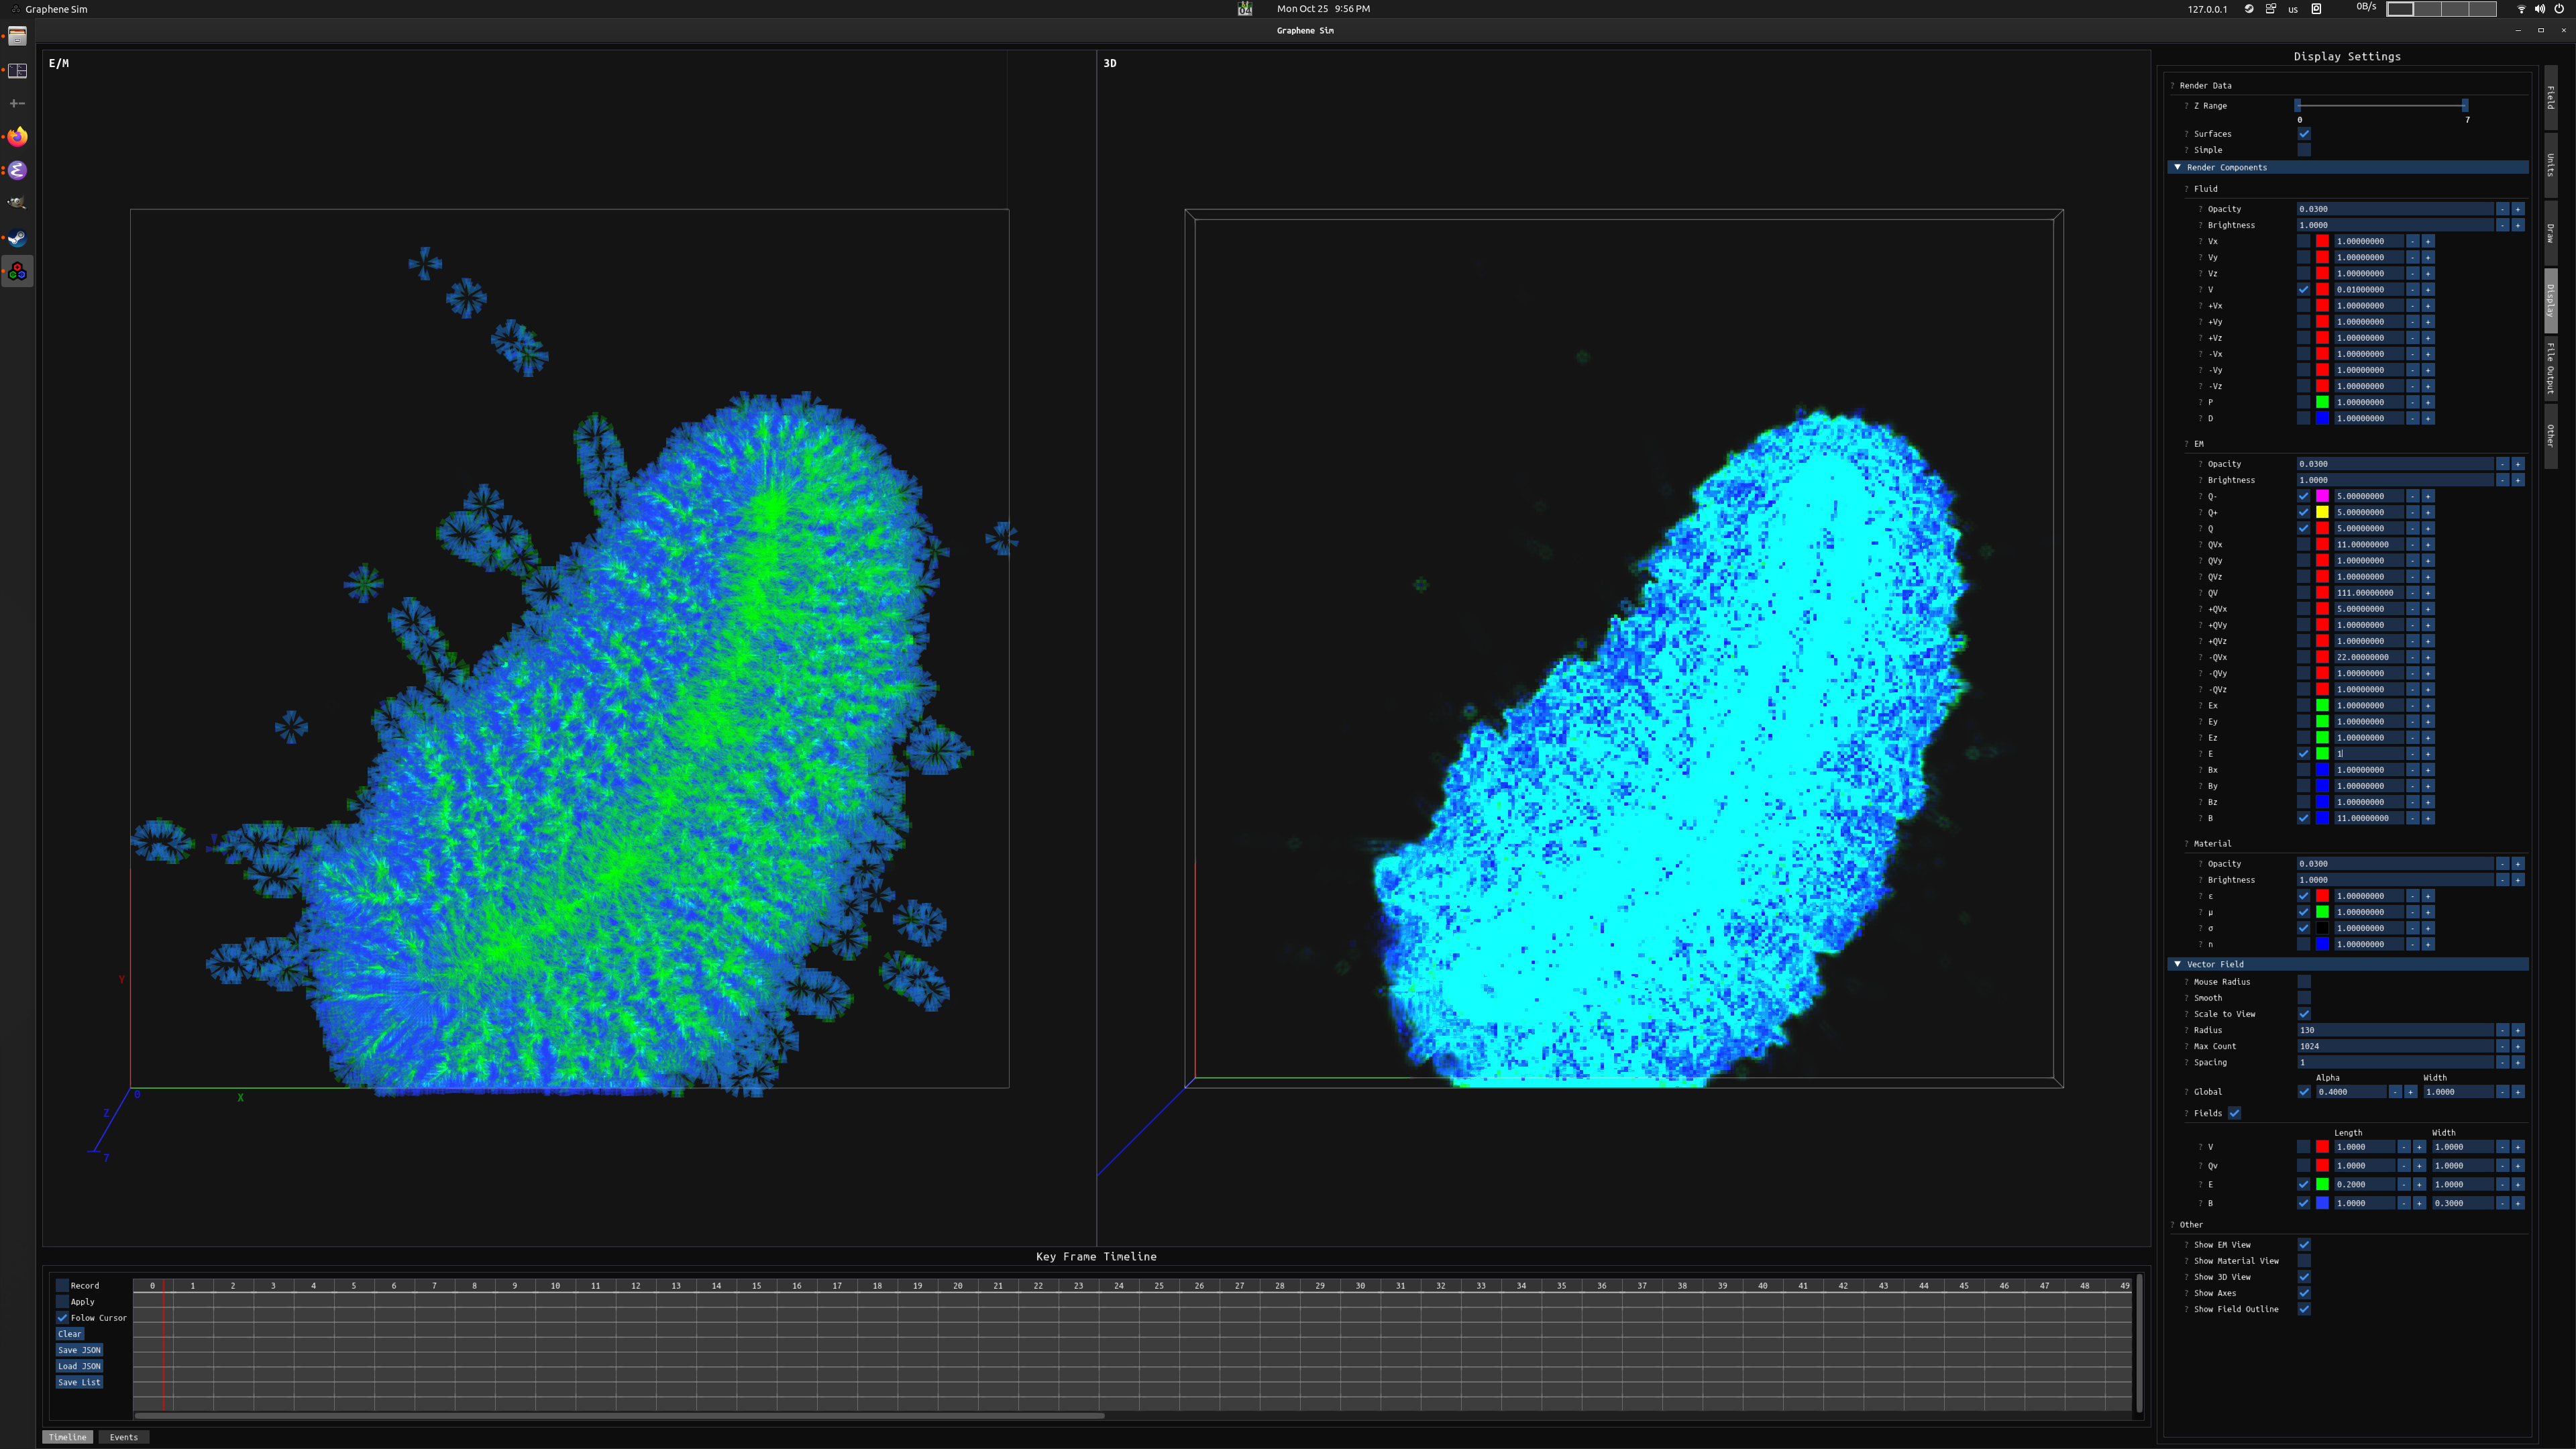 Graphene Sim
Mon Oct 25 9:56 PM
127.0.0.1
us
0B/s
Graphene Sim
E/M
3D
Y
X
0
Z
7
Display Settings
? Render Data
? Z Range
0 7
? Surfaces
? Simple
Render Components
? Fluid
? Opacity 0.0300 - +
? Brightness 1.0000 - +
? Vx 1.00000000 - +
? Vy 1.00000000 - +
? Vz 1.00000000 - +
? V 0.01000000 - +
? +Vx 1.00000000 - +
? +Vy 1.00000000 - +
? +Vz 1.00000000 - +
? -Vx 1.00000000 - +
? -Vy 1.00000000 - +
? -Vz 1.00000000 - +
? P 1.00000000 - +
? D 1.00000000 - +
? EM
? Opacity 0.0300 - +
? Brightness 1.0000 - +
? Q- 5.00000000 - +
? Q+ 5.00000000 - +
? Q 5.00000000 - +
? QVx 11.00000000 - +
? QVy 1.00000000 - +
? QVz 1.00000000 - +
? QV 111.00000000 - +
? +QVx 5.00000000 - +
? +QVy 1.00000000 - +
? +QVz 1.00000000 - +
? -QVx 22.00000000 - +
? -QVy 1.00000000 - +
? -QVz 1.00000000 - +
? Ex 1.00000000 - +
? Ey 1.00000000 - +
? Ez 1.00000000 - +
? E 1 - +
? Bx 1.00000000 - +
? By 1.00000000 - +
? Bz 1.00000000 - +
? B 11.00000000 - +
? Material
? Opacity 0.0300 - +
? Brightness 1.0000 - +
? ε 1.00000000 - +
? μ 1.00000000 - +
? σ 1.00000000 - +
? n 1.00000000 - +
Vector Field
? Mouse Radius
? Smooth
? Scale to View
? Radius 130 - +
? Max Count 1024 - +
? Spacing 1 - +
Alpha Width
? Global 0.4000 - + 1.0000 - +
? Fields
Length Width
? V 1.0000 - + 1.0000 - +
? Qv 1.0000 - + 1.0000 - +
? E 0.2000 - + 1.0000 - +
? B 1.0000 - + 0.3000 - +
? Other
? Show EM View
? Show Material View
? Show 3D View
? Show Axes
? Show Field Outline
Field
Units
Draw
Display
File Output
Other
Key Frame Timeline
Record
Apply
Folow Cursor
Clear
Save JSON
Load JSON
Save List
0 1 2 3 4 5 6 7 8 9 10 11 12 13 14 15 16 17 18 19 20 21 22 23 24 25 26 27 28 29 30 31 32 33 34 35 36 37 38 39 40 41 42 43 44 45 46 47 48 49
Timeline Events